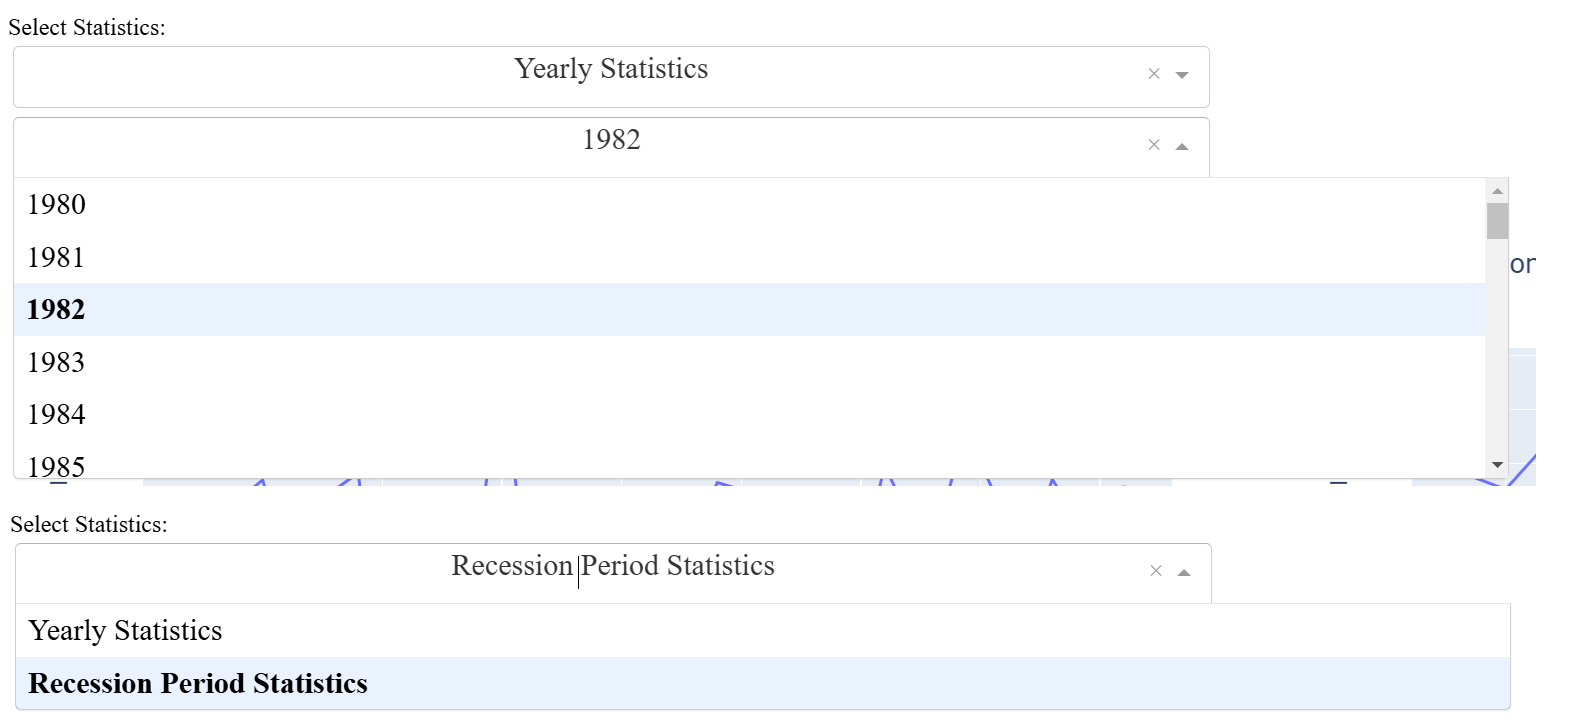 Select Statistics:
Yearly Statistics
1982
1980
1981
1982
1983
1984
1985
or
Select Statistics:
Recession Period Statistics
Yearly Statistics
Recession Period Statistics